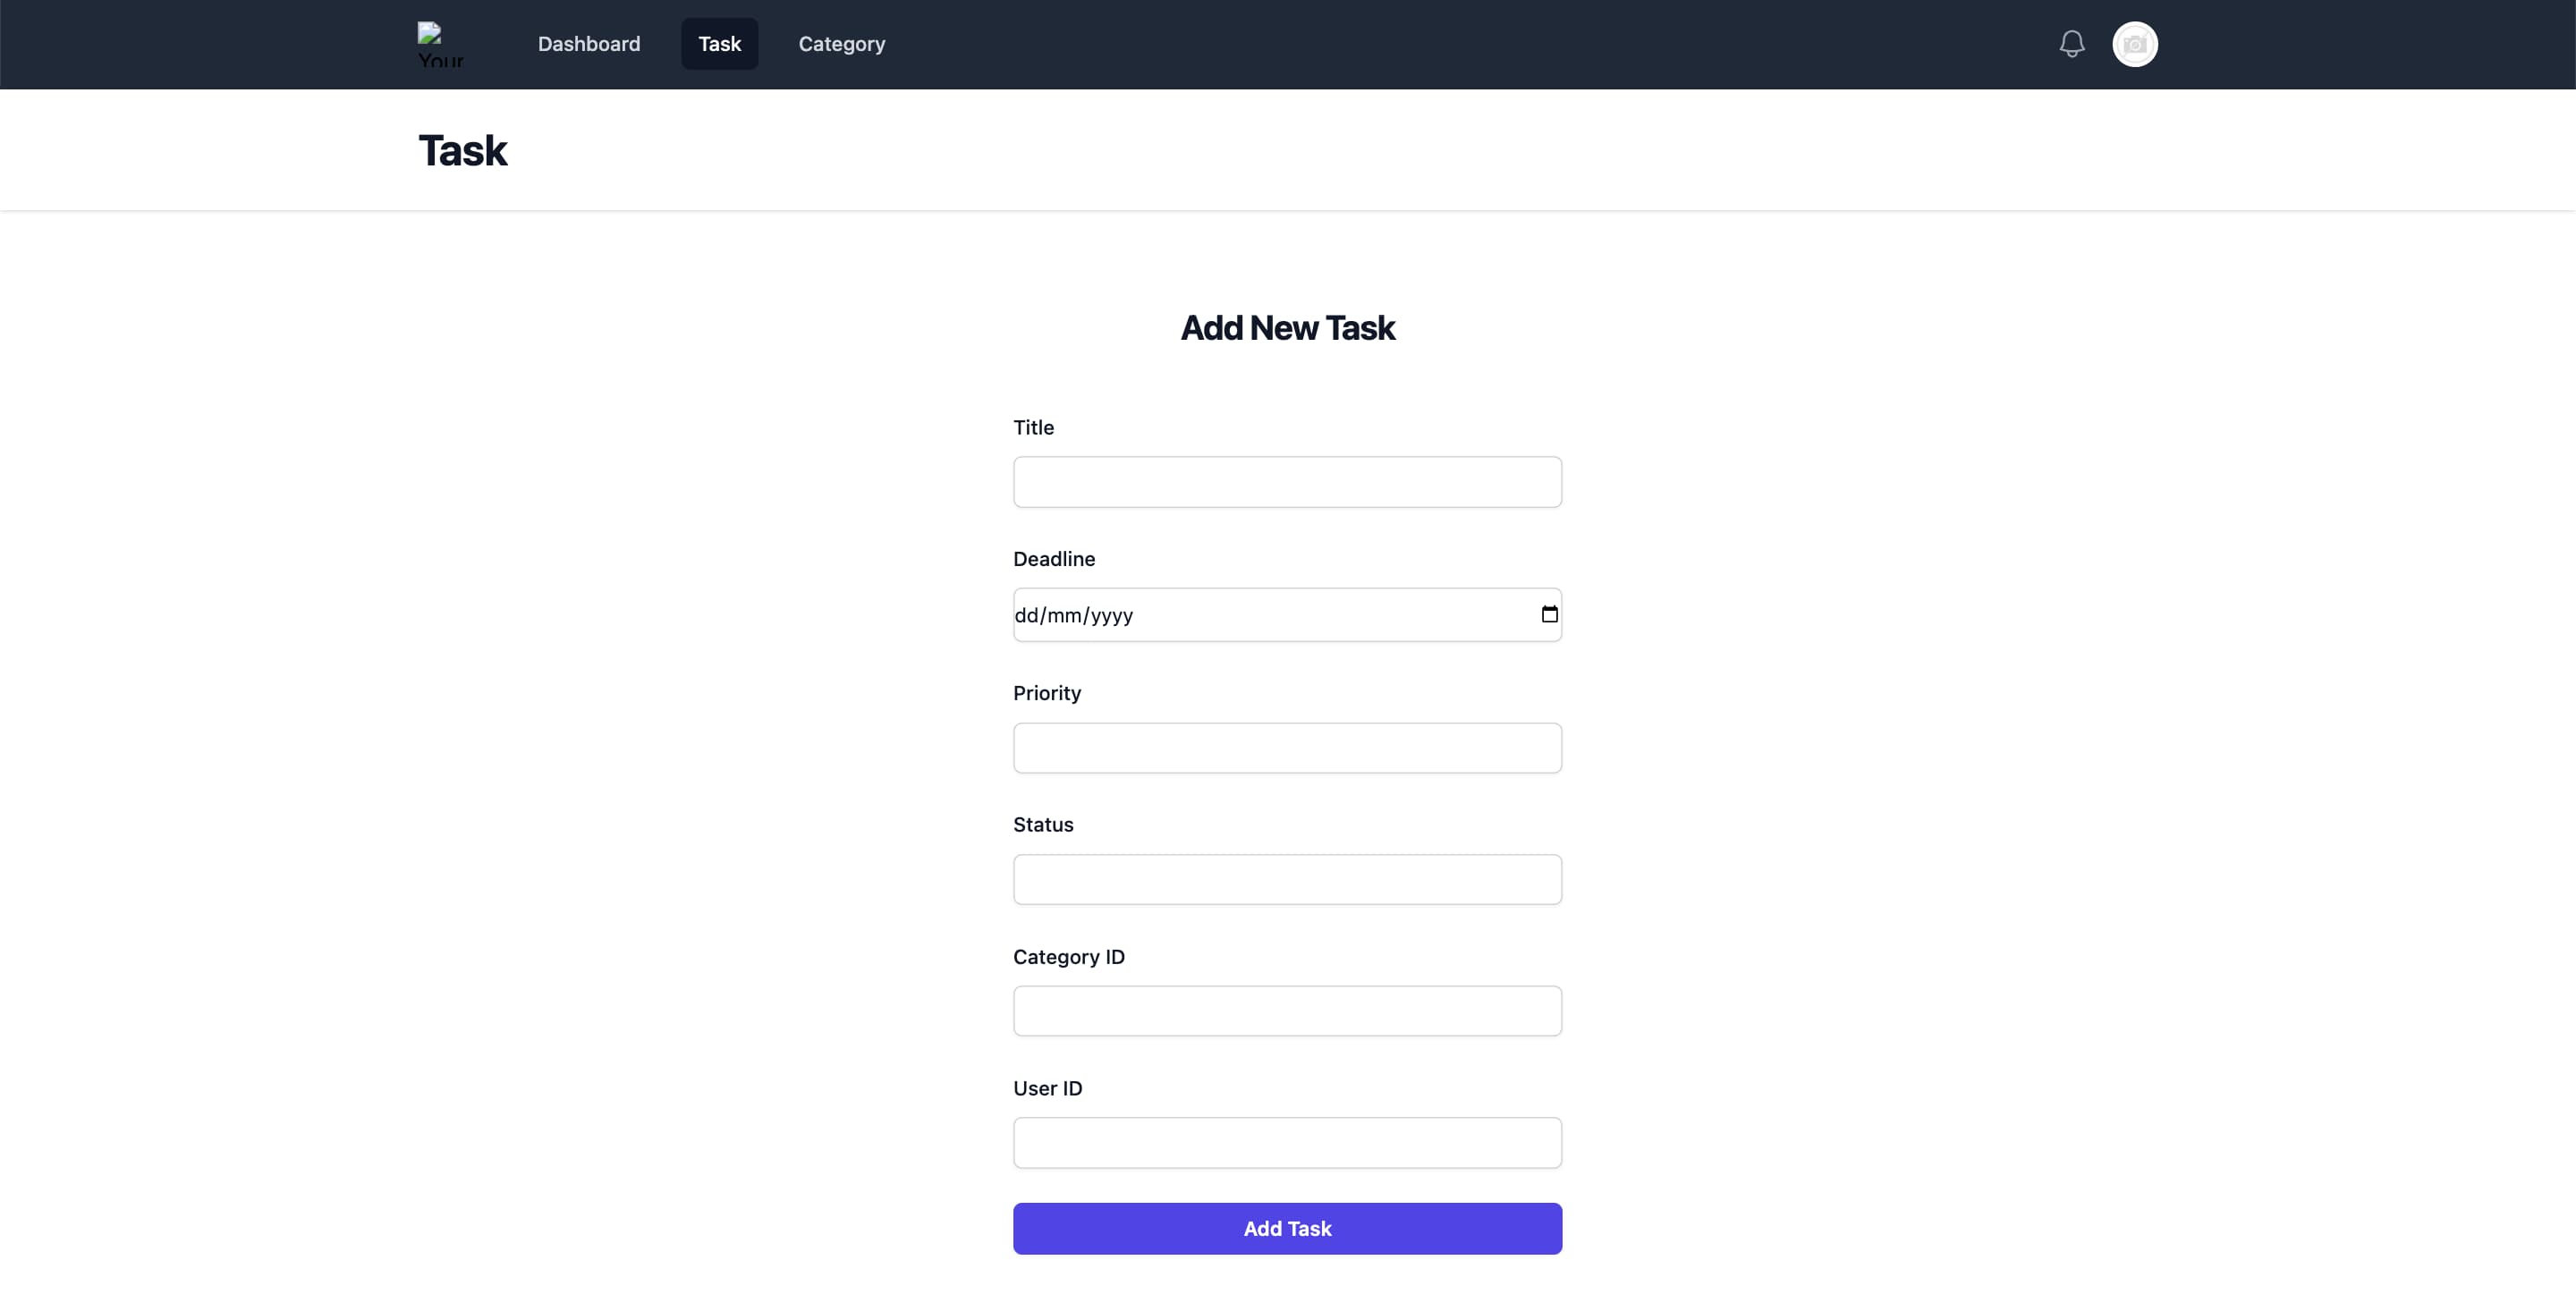 Your
Dashboard
Task
Category
Task
Add New Task
Title
Deadline
dd/mm/yyyy
Priority
Status
Category ID
User ID
Add Task